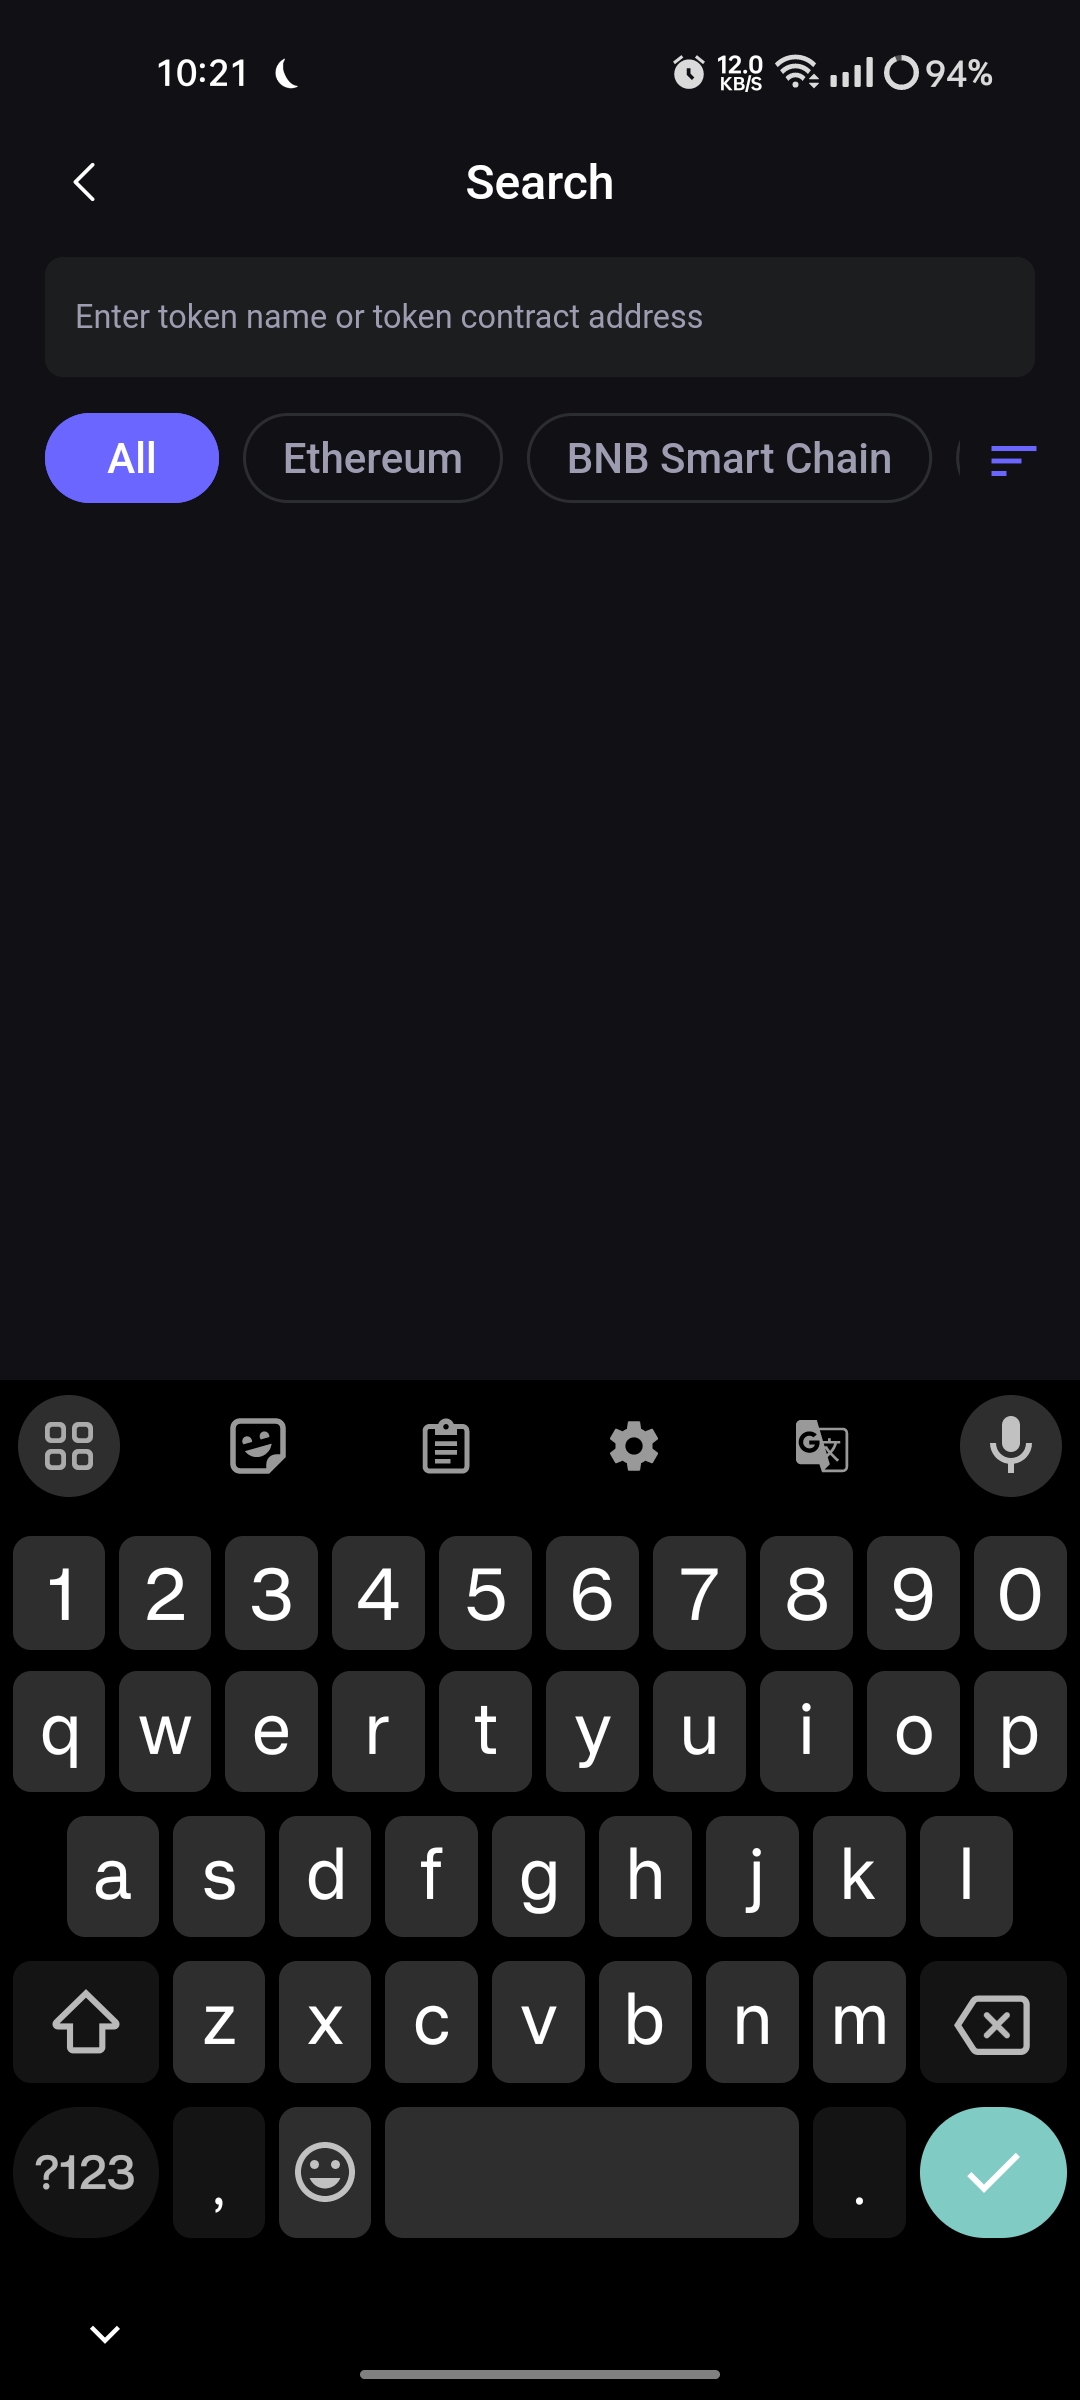 10:21 12.0 KB/S 94%
Search
Enter token name or token contract address
All Ethereum BNB Smart Chain
1 2 3 4 5 6 7 8 9 0
q w e r t y u i o p
a s d f g h j k l
z x c v b n m
?123 , .